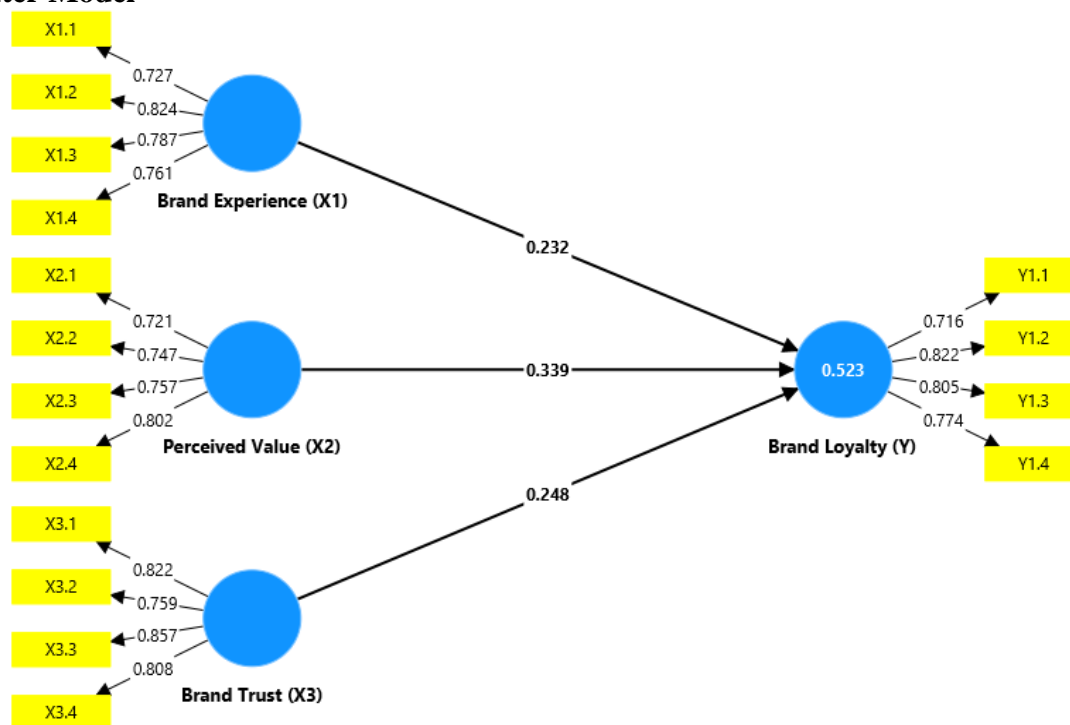 X1.1
0.727
X1.2
0.824
X1.3
0.787
X1.4
0.761
Brand Experience (X1)
0.232
X2.1
0.721
X2.2
0.747
X2.3
0.757
X2.4
0.802
Perceived Value (X2)
0.339
X3.1
0.822
X3.2
0.759
X3.3
0.857
X3.4
0.808
Brand Trust (X3)
0.248
0.523
Brand Loyalty (Y)
Y1.1
0.716
Y1.2
0.822
Y1.3
0.805
Y1.4
0.774